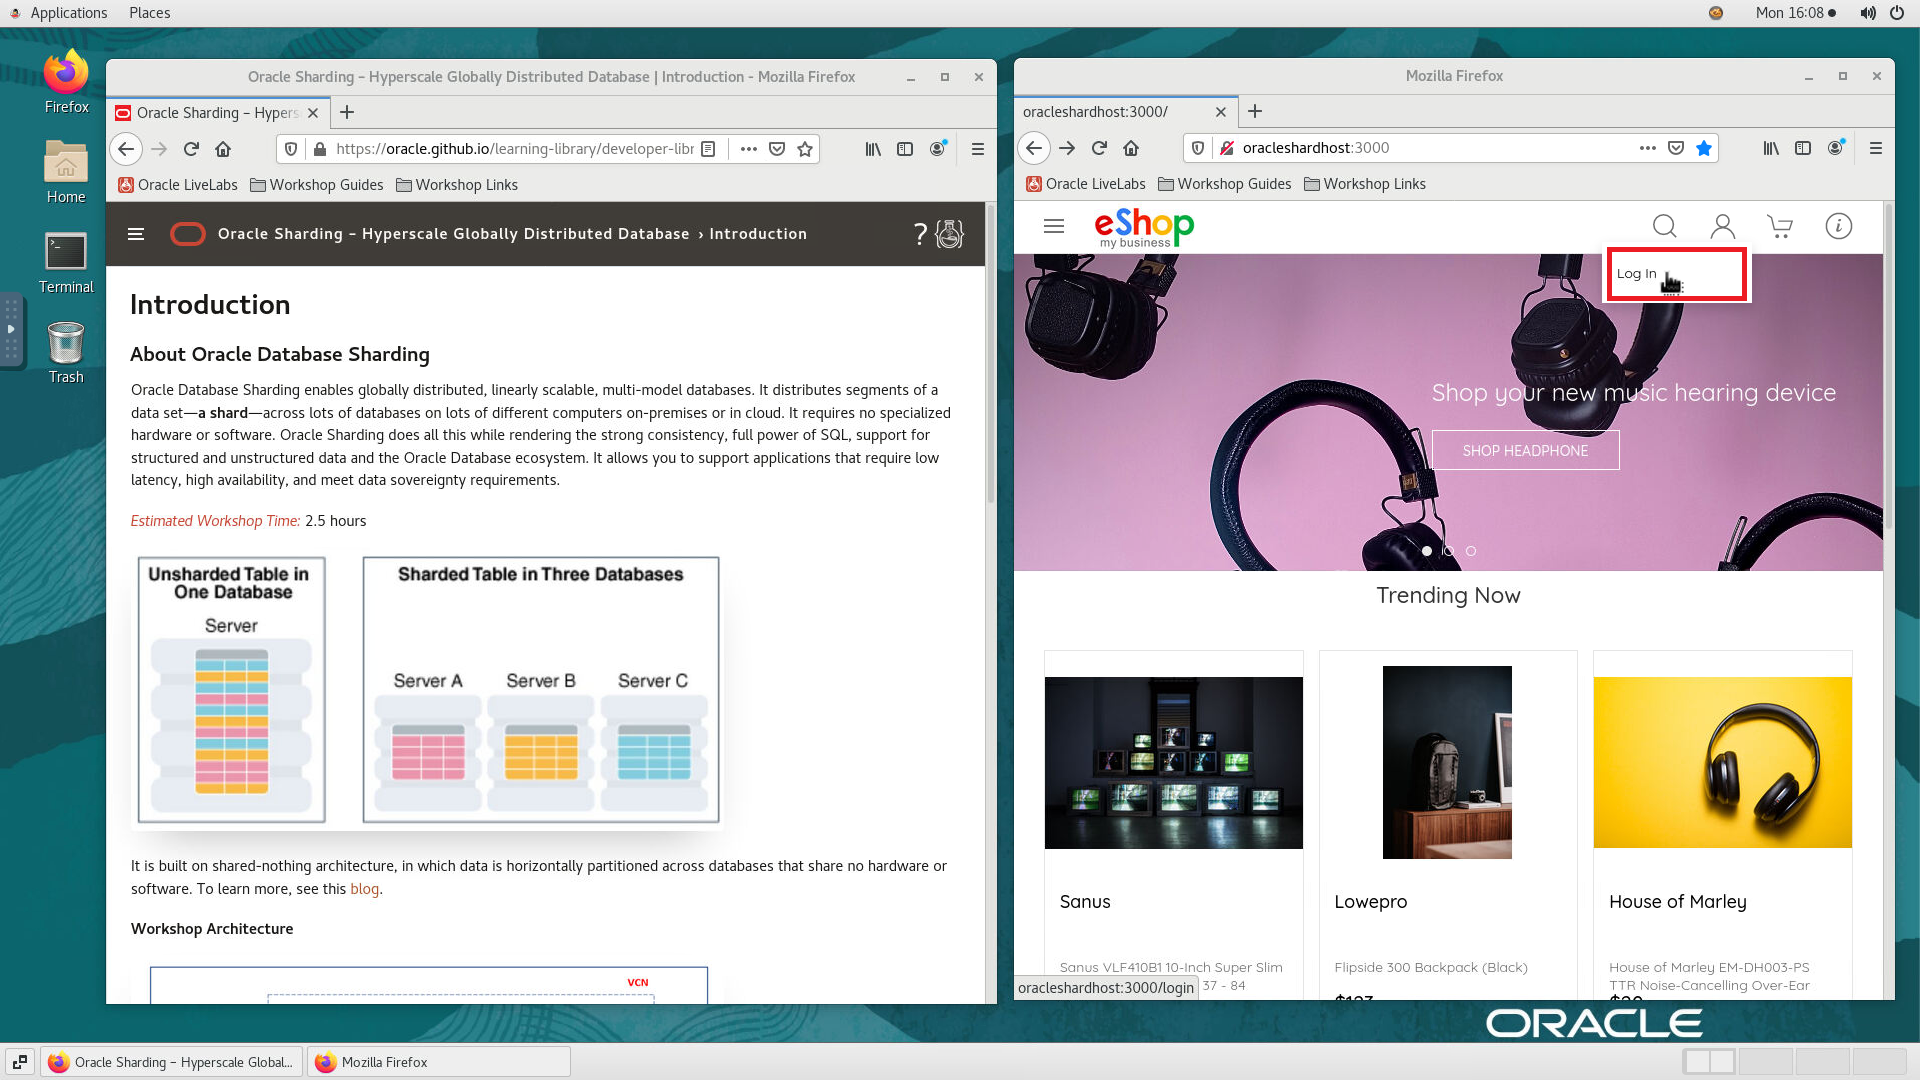 Applications Places
Mon 16:08
Firefox
Home
Terminal
Trash
Oracle Sharding – Hyperscale Globally Distributed Database | Introduction - Mozilla Firefox
Oracle Sharding – Hypers
https://oracle.github.io/learning-library/developer-libr
Oracle LiveLabs Workshop Guides Workshop Links
Oracle Sharding – Hyperscale Globally Distributed Database › Introduction
?
Introduction
About Oracle Database Sharding
Oracle Database Sharding enables globally distributed, linearly scalable, multi-model databases. It distributes segments of a
data set—a shard—across lots of databases on lots of different computers on-premises or in cloud. It requires no specialized
hardware or software. Oracle Sharding does all this while rendering the strong consistency, full power of SQL, support for
structured and unstructured data and the Oracle Database ecosystem. It allows you to support applications that require low
latency, high availability, and meet data sovereignty requirements.
Estimated Workshop Time: 2.5 hours
Unsharded Table in
One Database
Server
Sharded Table in Three Databases
Server A Server B Server C
It is built on shared-nothing architecture, in which data is horizontally partitioned across databases that share no hardware or
software. To learn more, see this blog.
Workshop Architecture
VCN
Mozilla Firefox
oracleshardhost:3000/
oracleshardhost:3000
Oracle LiveLabs Workshop Guides Workshop Links
eShop
my business
Log In
Shop your new music hearing device
SHOP HEADPHONE
Trending Now
Sanus
Sanus VLF410B1 10-Inch Super Slim
37 - 84
Lowepro
Flipside 300 Backpack (Black)
House of Marley
House of Marley EM-DH003-PS
TTR Noise-Cancelling Over-Ear
oracleshardhost:3000/login
ORACLE
Oracle Sharding – Hyperscale Global...
Mozilla Firefox